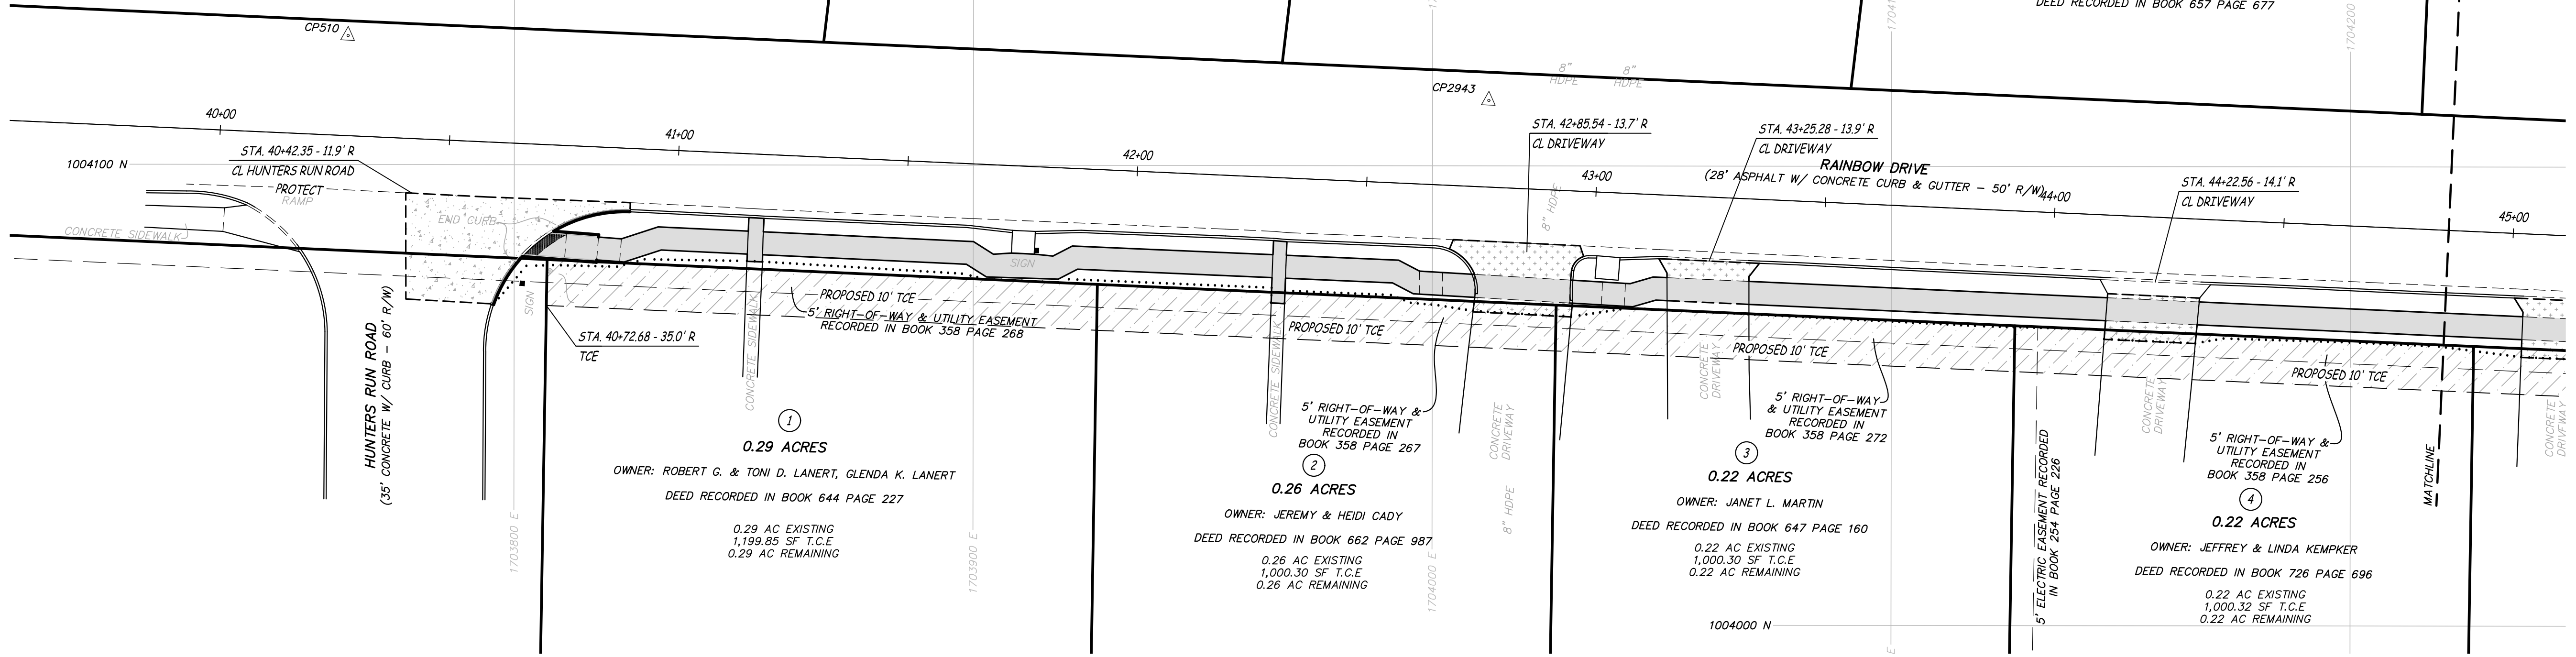 DEED RECORDED IN BOOK 657 PAGE 677
CP510
1704200 E
8"
HDPE
8"
HDPE
CP2943
40+00
41+00
42+00
43+00
44+00
45+00
STA. 40+42.35 - 11.9' R
CL HUNTERS RUN ROAD
PROTECT
RAMP
1004100 N
END CURB
CONCRETE SIDEWALK
STA. 42+85.54 - 13.7' R
CL DRIVEWAY
STA. 43+25.28 - 13.9' R
CL DRIVEWAY
RAINBOW DRIVE
(28' ASPHALT W/ CONCRETE CURB & GUTTER - 50' R/W)
STA. 44+22.56 - 14.1' R
CL DRIVEWAY
8" HDPE
SIGN
SIGN
HUNTERS RUN ROAD
(35' CONCRETE W/ CURB - 60' R/W)
STA. 40+72.68 - 35.0' R
TCE
CONCRETE SIDEWALK
PROPOSED 10' TCE
5' RIGHT-OF-WAY & UTILITY EASEMENT
RECORDED IN BOOK 358 PAGE 268
1
0.29 ACRES
OWNER: ROBERT G. & TONI D. LANERT, GLENDA K. LANERT
DEED RECORDED IN BOOK 644 PAGE 227
0.29 AC EXISTING
1,199.85 SF T.C.E
0.29 AC REMAINING
1703800 E
1703900 E
CONCRETE SIDEWALK
PROPOSED 10' TCE
5' RIGHT-OF-WAY &
UTILITY EASEMENT
RECORDED IN
BOOK 358 PAGE 267
2
0.26 ACRES
OWNER: JEREMY & HEIDI CADY
DEED RECORDED IN BOOK 662 PAGE 987
0.26 AC EXISTING
1,000.30 SF T.C.E
0.26 AC REMAINING
1704000 E
CONCRETE
DRIVEWAY
8" HDPE
PROPOSED 10' TCE
CONCRETE
DRIVEWAY
5' RIGHT-OF-WAY
& UTILITY EASEMENT
RECORDED IN
BOOK 358 PAGE 272
3
0.22 ACRES
OWNER: JANET L. MARTIN
DEED RECORDED IN BOOK 647 PAGE 160
0.22 AC EXISTING
1,000.30 SF T.C.E
0.22 AC REMAINING
1004000 N
5' ELECTRIC EASEMENT RECORDED
IN BOOK 254 PAGE 226
CONCRETE
DRIVEWAY
PROPOSED 10' TCE
5' RIGHT-OF-WAY &
UTILITY EASEMENT
RECORDED IN
BOOK 358 PAGE 256
4
0.22 ACRES
OWNER: JEFFREY & LINDA KEMPKER
DEED RECORDED IN BOOK 726 PAGE 696
0.22 AC EXISTING
1,000.32 SF T.C.E
0.22 AC REMAINING
MATCHLINE
CONCRETE
DRIVEWAY